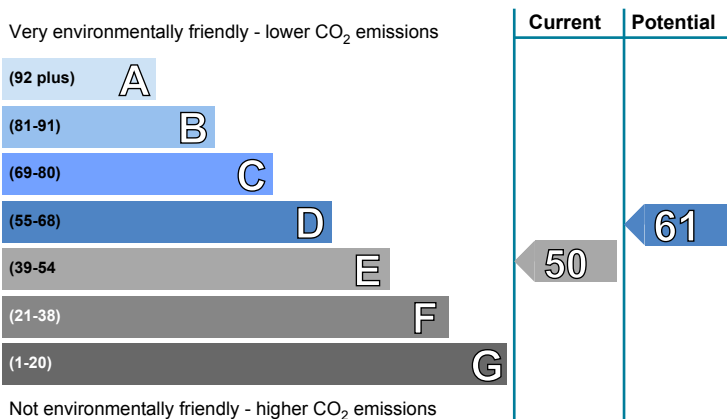 Very environmentally friendly - lower CO2 emissions
Current
Potential
(92 plus) A
(81-91) B
(69-80) C
(55-68) D
61
(39-54 E
50
(21-38) F
(1-20) G
Not environmentally friendly - higher CO2 emissions